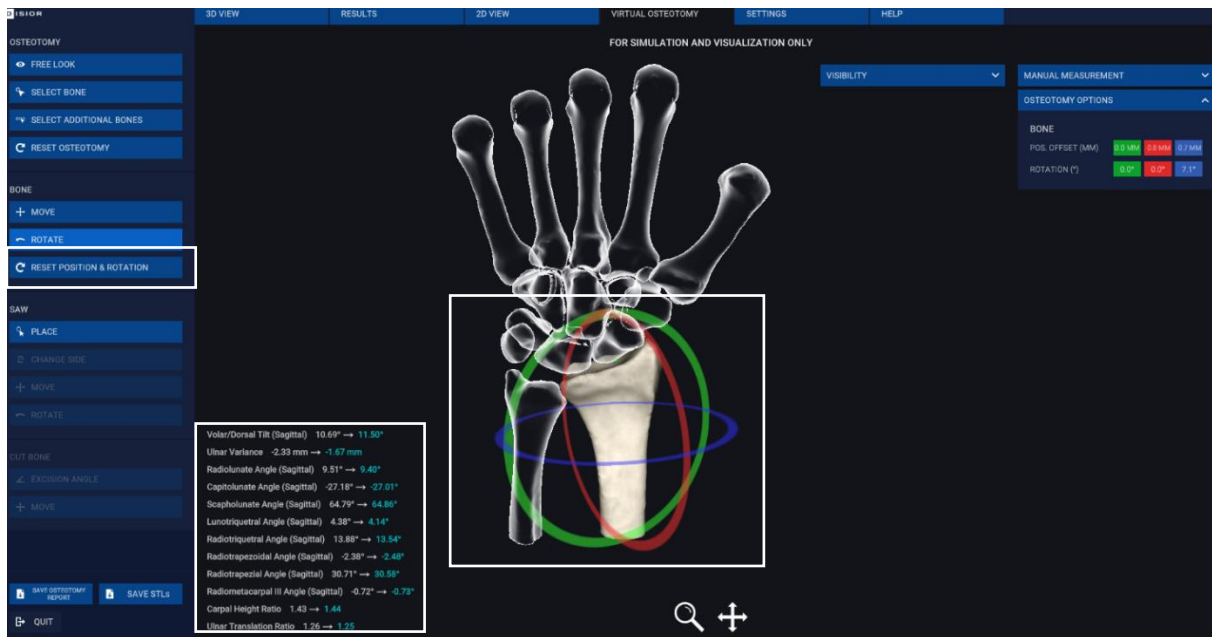 DISIOR
3D VIEW
RESULTS
2D VIEW
VIRTUAL OSTEOTOMY
SETTINGS
HELP
FOR SIMULATION AND VISUALIZATION ONLY
OSTEOTOMY
FREE LOOK
SELECT BONE
SELECT ADDITIONAL BONES
RESET OSTEOTOMY
BONE
MOVE
ROTATE
RESET POSITION & ROTATION
SAW
PLACE
CHANGE SIDE
MOVE
ROTATE
CUT BONE
EXCISION ANGLE
MOVE
SAVE OSTEOTOMY
REPORT
SAVE STLs
QUIT
VISIBILITY
MANUAL MEASUREMENT
OSTEOTOMY OPTIONS
BONE
POS. OFFSET (MM) 0.0 MM -0.8 MM 0.7 MM
ROTATION (°) 0.0° 0.0° 7.1°
Volar/Dorsal Tilt (Sagittal) 10.69° → 11.50°
Ulnar Variance -2.33 mm → -1.67 mm
Radiolunate Angle (Sagittal) 9.51° → 9.40°
Capitolunate Angle (Sagittal) -27.18° → -27.01°
Scapholunate Angle (Sagittal) 64.79° → 64.86°
Lunotriquetral Angle (Sagittal) 4.38° → 4.14°
Radiotriquetral Angle (Sagittal) 13.88° → 13.54°
Radiotrapezoidal Angle (Sagittal) -2.38° → -2.48°
Radiotrapezial Angle (Sagittal) 30.71° → 30.58°
Radiometacarpal III Angle (Sagittal) -0.72° → -0.73°
Carpal Height Ratio 1.43 → 1.44
Ulnar Translation Ratio 1.26 → 1.25